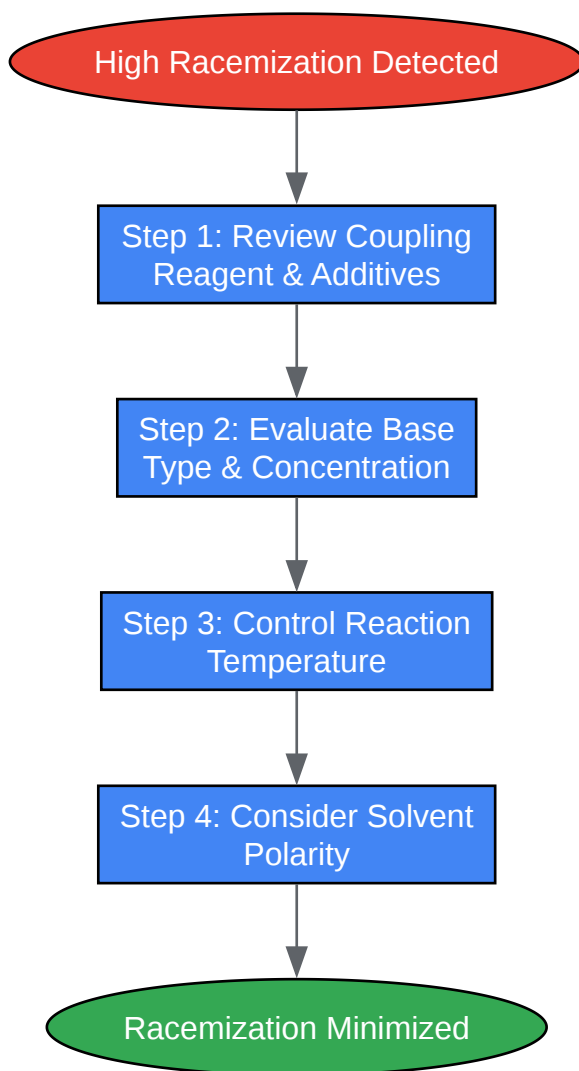 High Racemization Detected
Step 1: Review Coupling
Reagent & Additives
Step 2: Evaluate Base
Type & Concentration
Step 3: Control Reaction
Temperature
Step 4: Consider Solvent
Polarity
Racemization Minimized